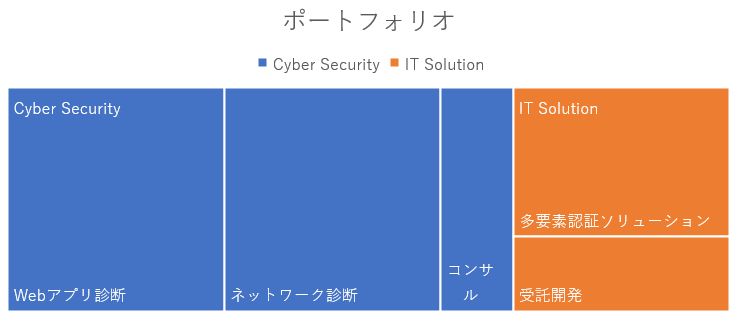 ポートフォリオ
Cyber Security IT Solution
Cyber Security
Webアプリ診断
ネットワーク診断
コンサ
ル
IT Solution
多要素認証ソリューション
受託開発